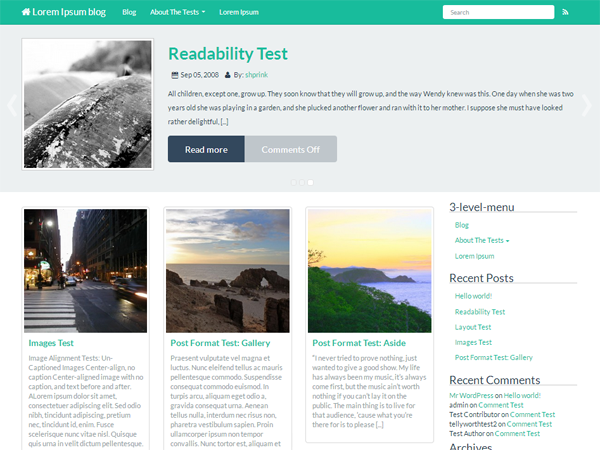 Lorem Ipsum blog
Blog
About The Tests
Lorem Ipsum
Search
Readability Test
Sep 05, 2008 By: shprink
All children, except one, grow up. They soon know that they will grow up, and the way Wendy knew was this. One day when she was two
years old she was playing in a garden, and she plucked another flower and ran with it to her mother. I suppose she must have looked
rather delightful, [...]
Read more
Comments Off
Images Test
Image Alignment Tests: Un-
Captioned Images Center-align, no
caption Center-aligned image with no
caption, and text before and after.
ALorem ipsum dolor sit amet,
consectetuer adipiscing elit. Sed odio
nibh, tincidunt adipiscing, pretium
nec, tincidunt id, enim. Fusce
scelerisque nunc vitae nisl. Quisque
quis urna in velit dictum pellentesque.
Post Format Test: Gallery
Praesent vulputate vel magna et
luctus. Nunc eleifend tellus ac mauris
pellentesque commodo. Suspendisse
consequat commodo euismod. In
turpis arcu, aliquam eget odio a,
gravida consequat urna. Aenean
tellus nulla, interdum nec risus non,
pharetra vestibulum sapien. Proin
ullamcorper ipsum non tempor
convallis. Nunc tortor est, aliquam et
Post Format Test: Aside
"I never tried to prove nothing, just
wanted to give a good show. My life
has always been my music, it's always
come first, but the music ain't worth
nothing if you can't lay it on the
public. The main thing is to live for
that audience, 'cause what you're
there for is to please [...]
3-level-menu
Blog
About The Tests
Lorem Ipsum
Recent Posts
Hello world!
Readability Test
Layout Test
Images Test
Post Format Test: Gallery
Recent Comments
Mr WordPress on Hello world!
admin on Comment Test
Test Contributor on Comment Test
tellyworthtest2 on Comment Test
Test Author on Comment Test
Archives